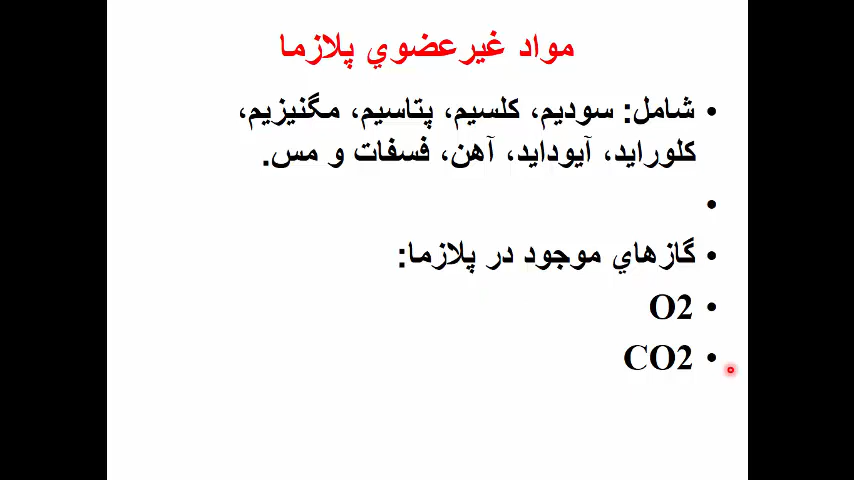 مواد غيرعضوي پلازما
• شامل: سوديم، كلسيم، پتاسيم، مگنيزيم،
كلورايد، آيودايد، آهن، فسفات و مس.
•
• گازهاي موجود در پلازما:
• O2
• CO2